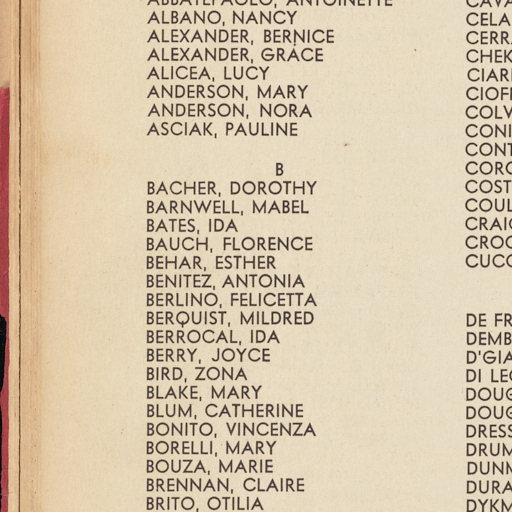 ABBATEPAOLO, ANTOINETTE
ALBANO, NANCY
ALEXANDER, BERNICE
ALEXANDER, GRACE
ALICEA, LUCY
ANDERSON, MARY
ANDERSON, NORA
ASCIAK, PAULINE
B
BACHER, DOROTHY
BARNWELL, MABEL
BATES, IDA
BAUCH, FLORENCE
BEHAR, ESTHER
BENITEZ, ANTONIA
BERLINO, FELICETTA
BERQUIST, MILDRED
BERROCAL, IDA
BERRY, JOYCE
BIRD, ZONA
BLAKE, MARY
BLUM, CATHERINE
BONITO, VINCENZA
BORELLI, MARY
BOUZA, MARIE
BRENNAN, CLAIRE
BRITO, OTILIA
CAVA
CELA
CERR
CHEK
CIAR
CIOF
COLV
CONI
CONT
CORO
COST
COUL
CRAIG
CROC
CUCC
DE FR
DEMB
D'GIA
DI LEO
DOUG
DOUG
DRESS
DRUM
DUNM
DURA
DYKM